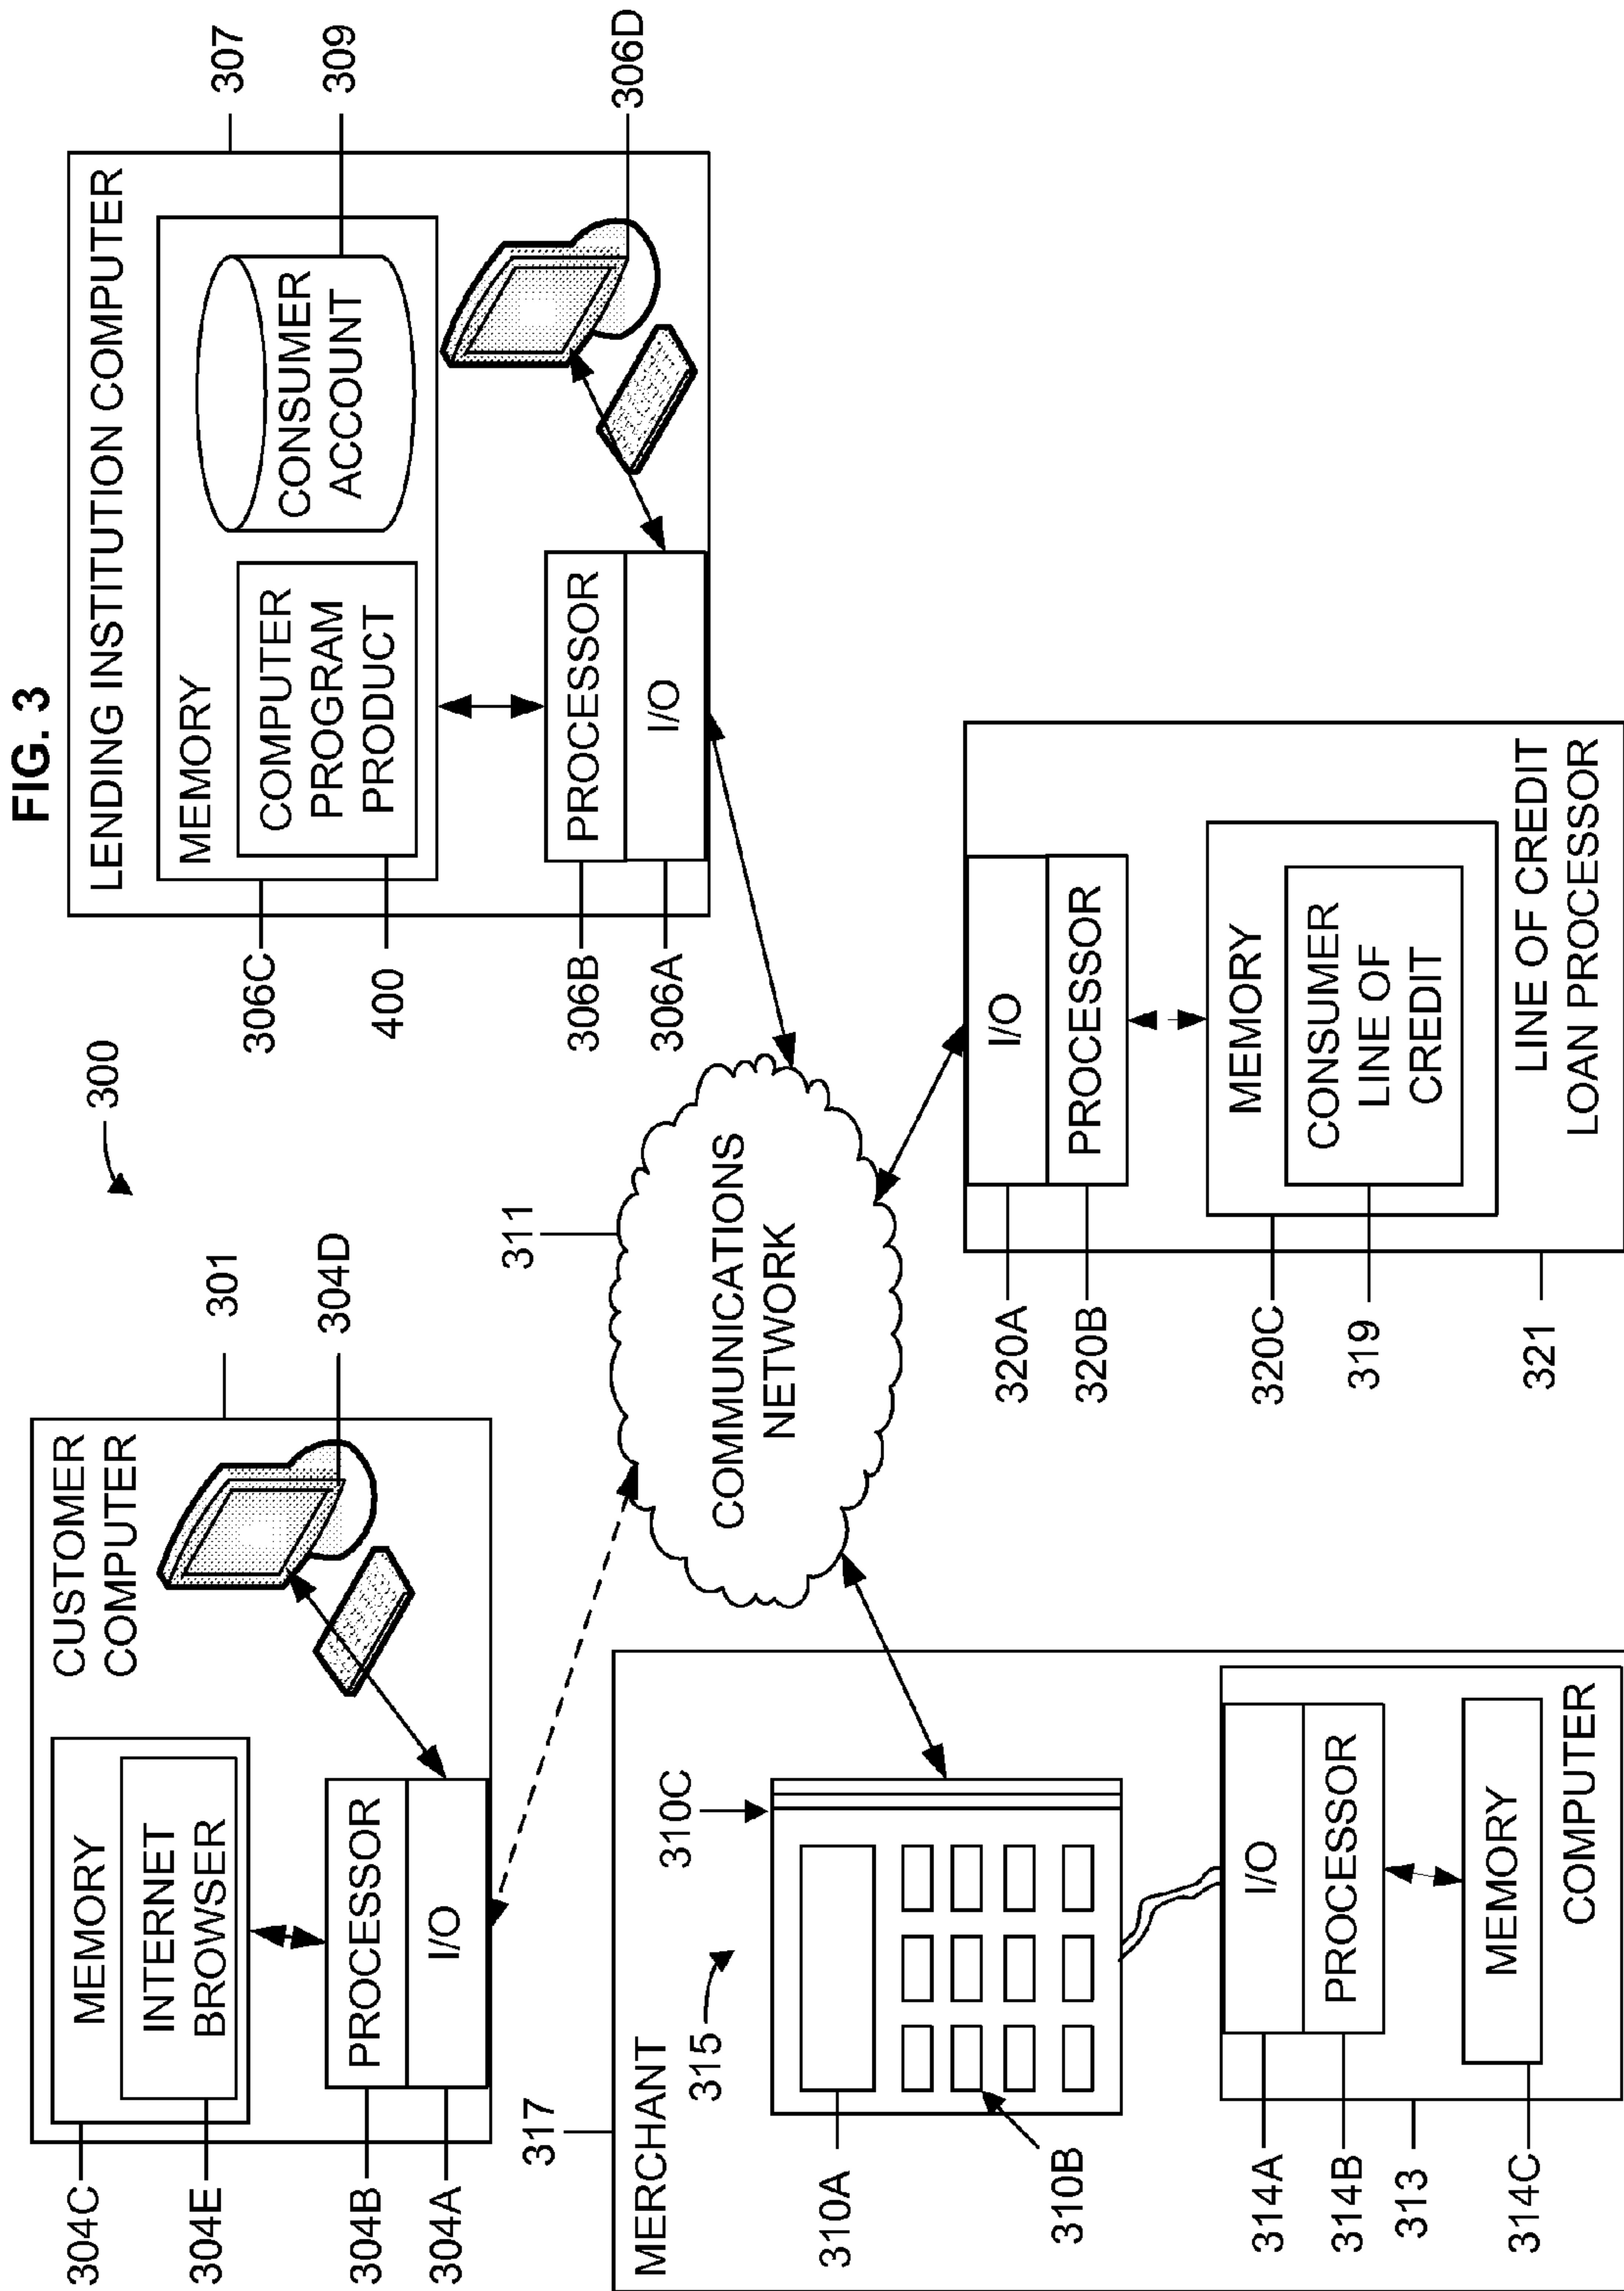 FIG. 3
300
CUSTOMER
COMPUTER
301
304D
MEMORY
INTERNET
BROWSER
PROCESSOR
I/O
304C
304E
304B
304A
LENDING INSTITUTION COMPUTER
307
309
306D
MEMORY
COMPUTER
PROGRAM
PRODUCT
CONSUMER
ACCOUNT
PROCESSOR
I/O
306C
400
306B
306A
311
COMMUNICATIONS
NETWORK
317
MERCHANT
315
310C
310A
310B
I/O
PROCESSOR
MEMORY
COMPUTER
314A
314B
313
314C
I/O
PROCESSOR
MEMORY
CONSUMER
LINE OF
CREDIT
LINE OF CREDIT
LOAN PROCESSOR
320A
320B
320C
319
321